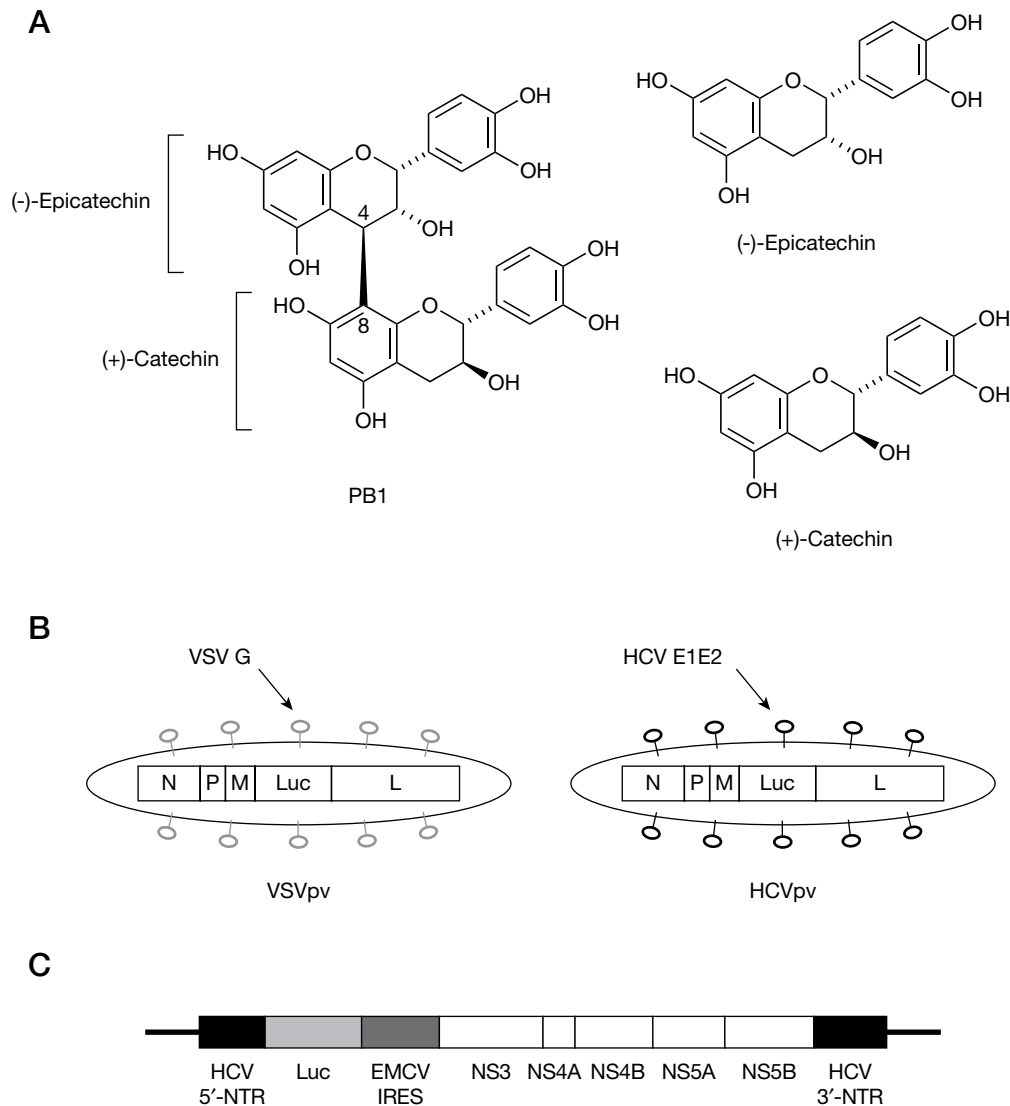 A
OH
HO
O
OH
(-)-Epicatechin
4
OH
OH
HO
O
OH
OH
(+)-Catechin
8
OH
OH
PB1
OH
HO
O
OH
OH
OH
(-)-Epicatechin
OH
HO
O
OH
OH
OH
(+)-Catechin
B
VSV G
N P M Luc L
VSVpv
HCV E1E2
N P M Luc L
HCVpv
C
HCV 5′-NTR
Luc
EMCV IRES
NS3
NS4A
NS4B
NS5A
NS5B
HCV 3′-NTR